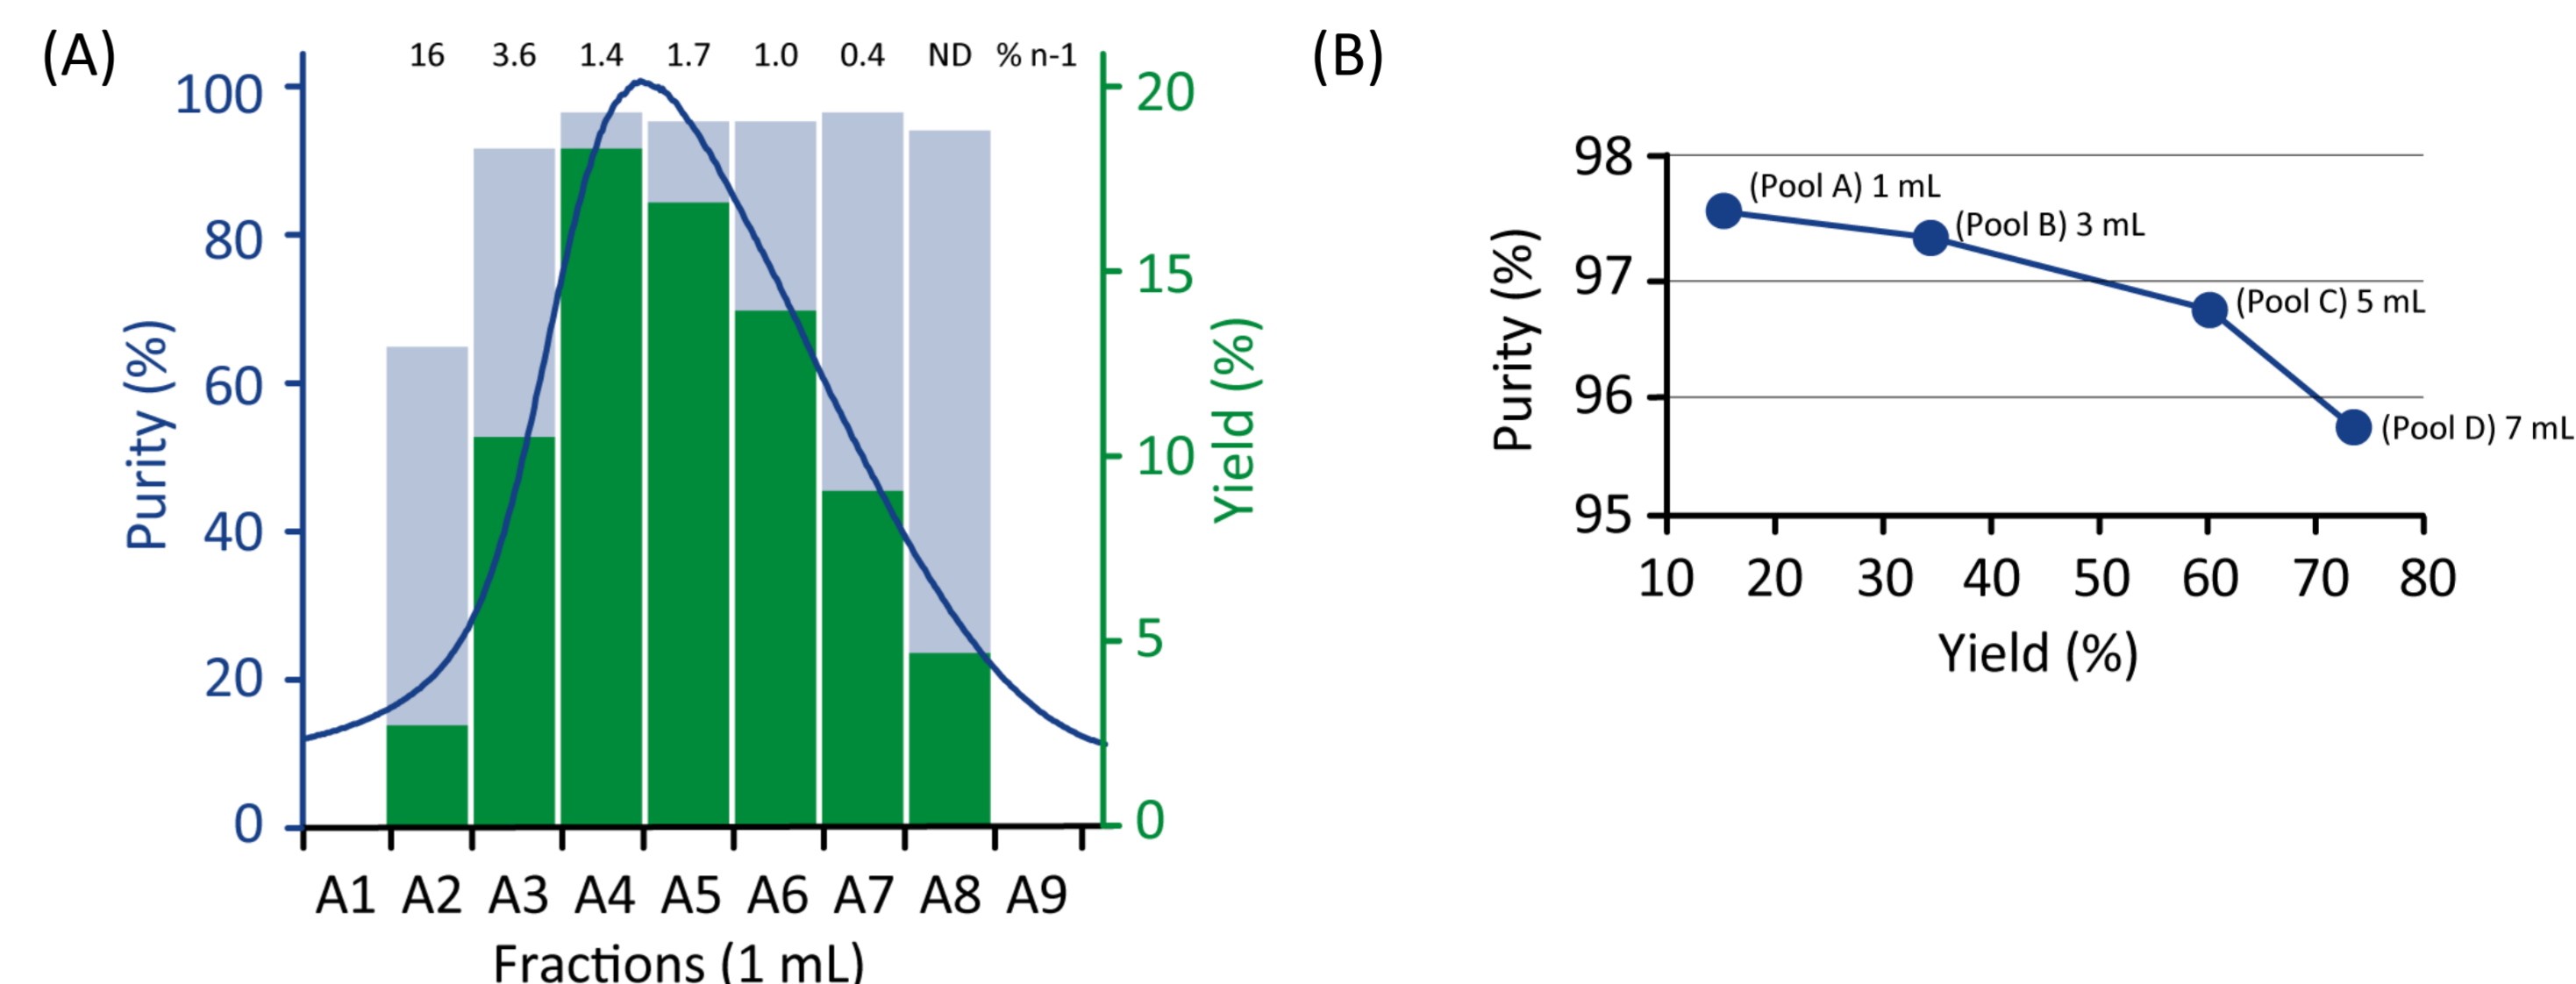 (A)
16 3.6 1.4 1.7 1.0 0.4 ND % n-1
100
80
60
40
20
0
Purity (%)
20
15
10
5
0
Yield (%)
A1 A2 A3 A4 A5 A6 A7 A8 A9
Fractions (1 mL)
(B)
98
97
96
95
Purity (%)
(Pool A) 1 mL
(Pool B) 3 mL
(Pool C) 5 mL
(Pool D) 7 mL
10 20 30 40 50 60 70 80
Yield (%)